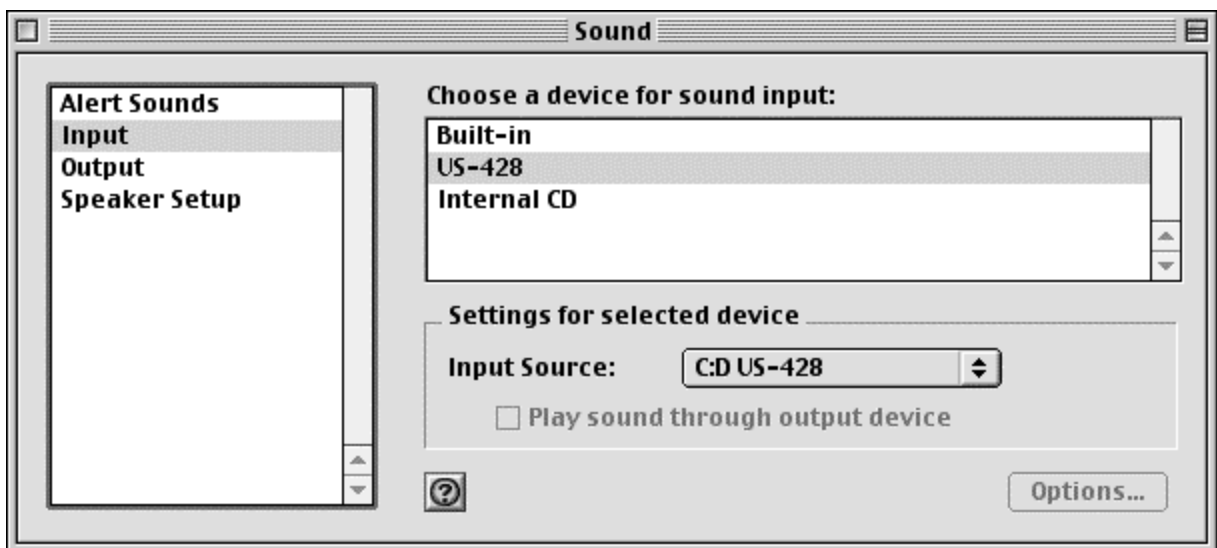 Sound
Alert Sounds
Input
Output
Speaker Setup
Choose a device for sound input:
Built-in
US-428
Internal CD
Settings for selected device
Input Source: C:D US-428
Play sound through output device
?
Options...